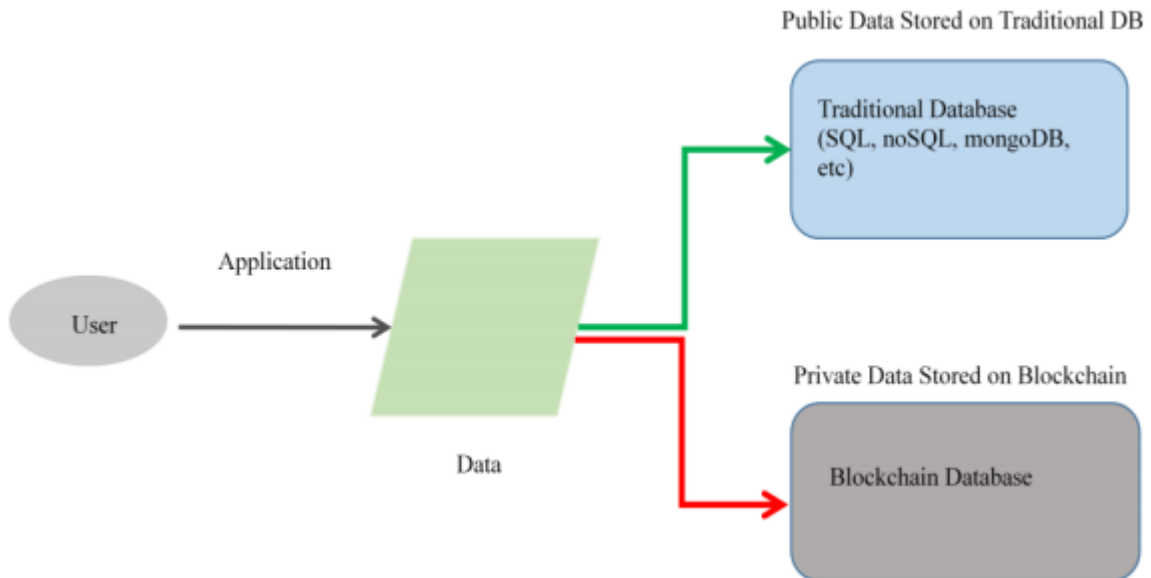 Public Data Stored on Traditional DB
Traditional Database
(SQL, noSQL, mongoDB,
etc)
Application
User
Data
Private Data Stored on Blockchain
Blockchain Database